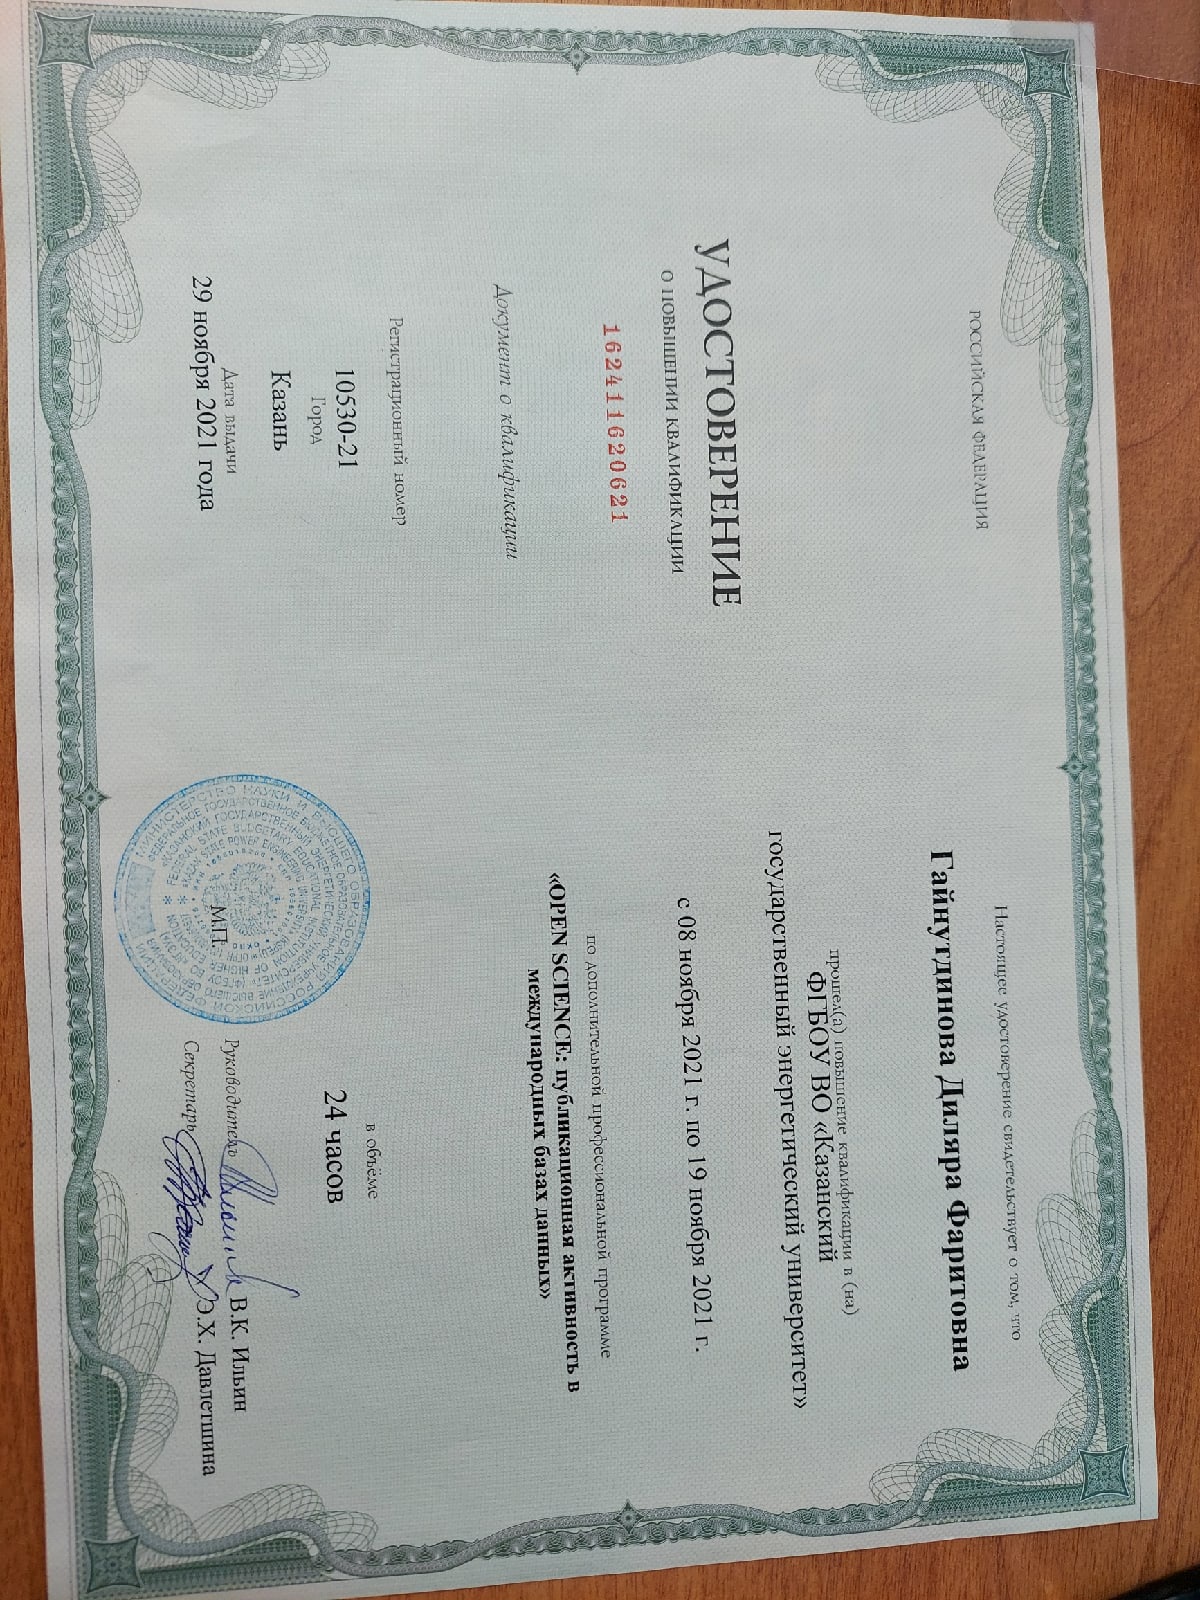 РОССИЙСКАЯ ФЕДЕРАЦИЯ
УДОСТОВЕРЕНИЕ
О ПОВЫШЕНИИ КВАЛИФИКАЦИИ
162411620621
Документ о квалификации
Регистрационный номер
10530-21
Город
Казань
Дата выдачи
29 ноября 2021 года
Настоящее удостоверение свидетельствует о том, что
Гайнутдинова Диляра Фаритовна
прошел(а) повышение квалификации в (на)
ФГБОУ ВО «Казанский
государственный энергетический университет»
с 08 ноября 2021 г. по 19 ноября 2021 г.
по дополнительной профессиональной программе
«OPEN SCIENCE: публикационная активность в
международных базах данных»
в объёме
24 часов
М.П.
Руководитель В.К. Ильин
Секретарь Э.Х. Давлетшина